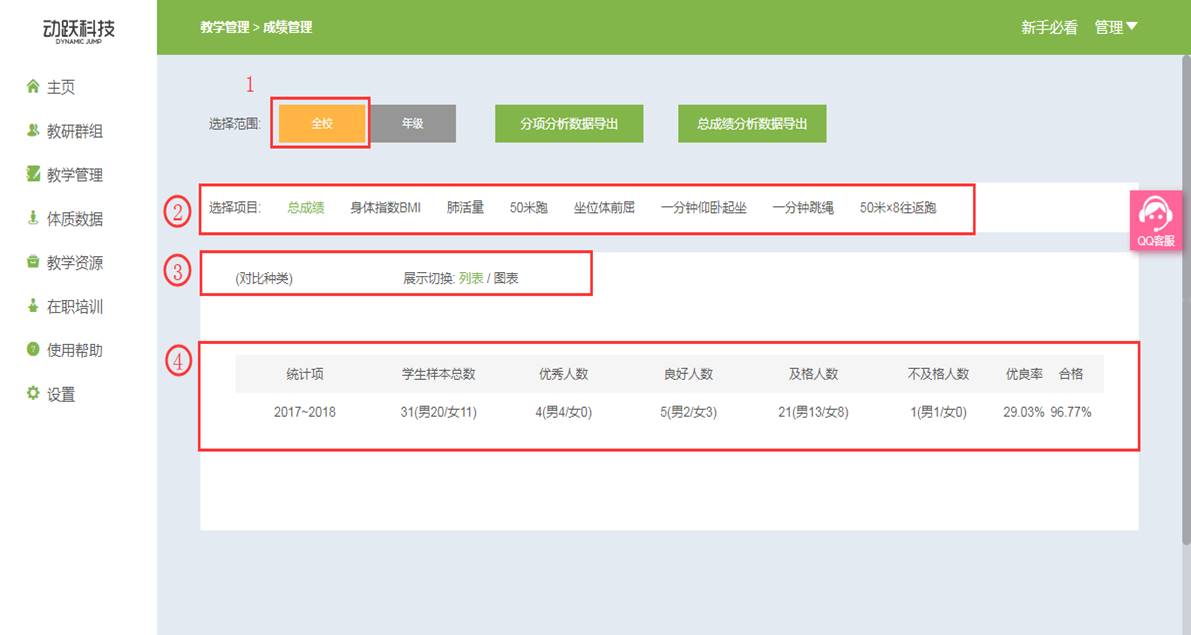 动跃科技
DYNAMIC JUMP
教学管理 > 成绩管理
新手必看 管理
主页
教研群组
教学管理
体质数据
教学资源
在职培训
使用帮助
设置
1
选择范围: 全校 年级 分项分析数据导出 总成绩分析数据导出
2
选择项目: 总成绩 身体指数BMI 肺活量 50米跑 坐位体前屈 一分钟仰卧起坐 一分钟跳绳 50米×8往返跑
QQ客服
3
(对比种类) 展示切换: 列表 / 图表
4
统计项 学生样本总数 优秀人数 良好人数 及格人数 不及格人数 优良率 合格
2017~2018 31(男20/女11) 4(男4/女0) 5(男2/女3) 21(男13/女8) 1(男1/女0) 29.03% 96.77%